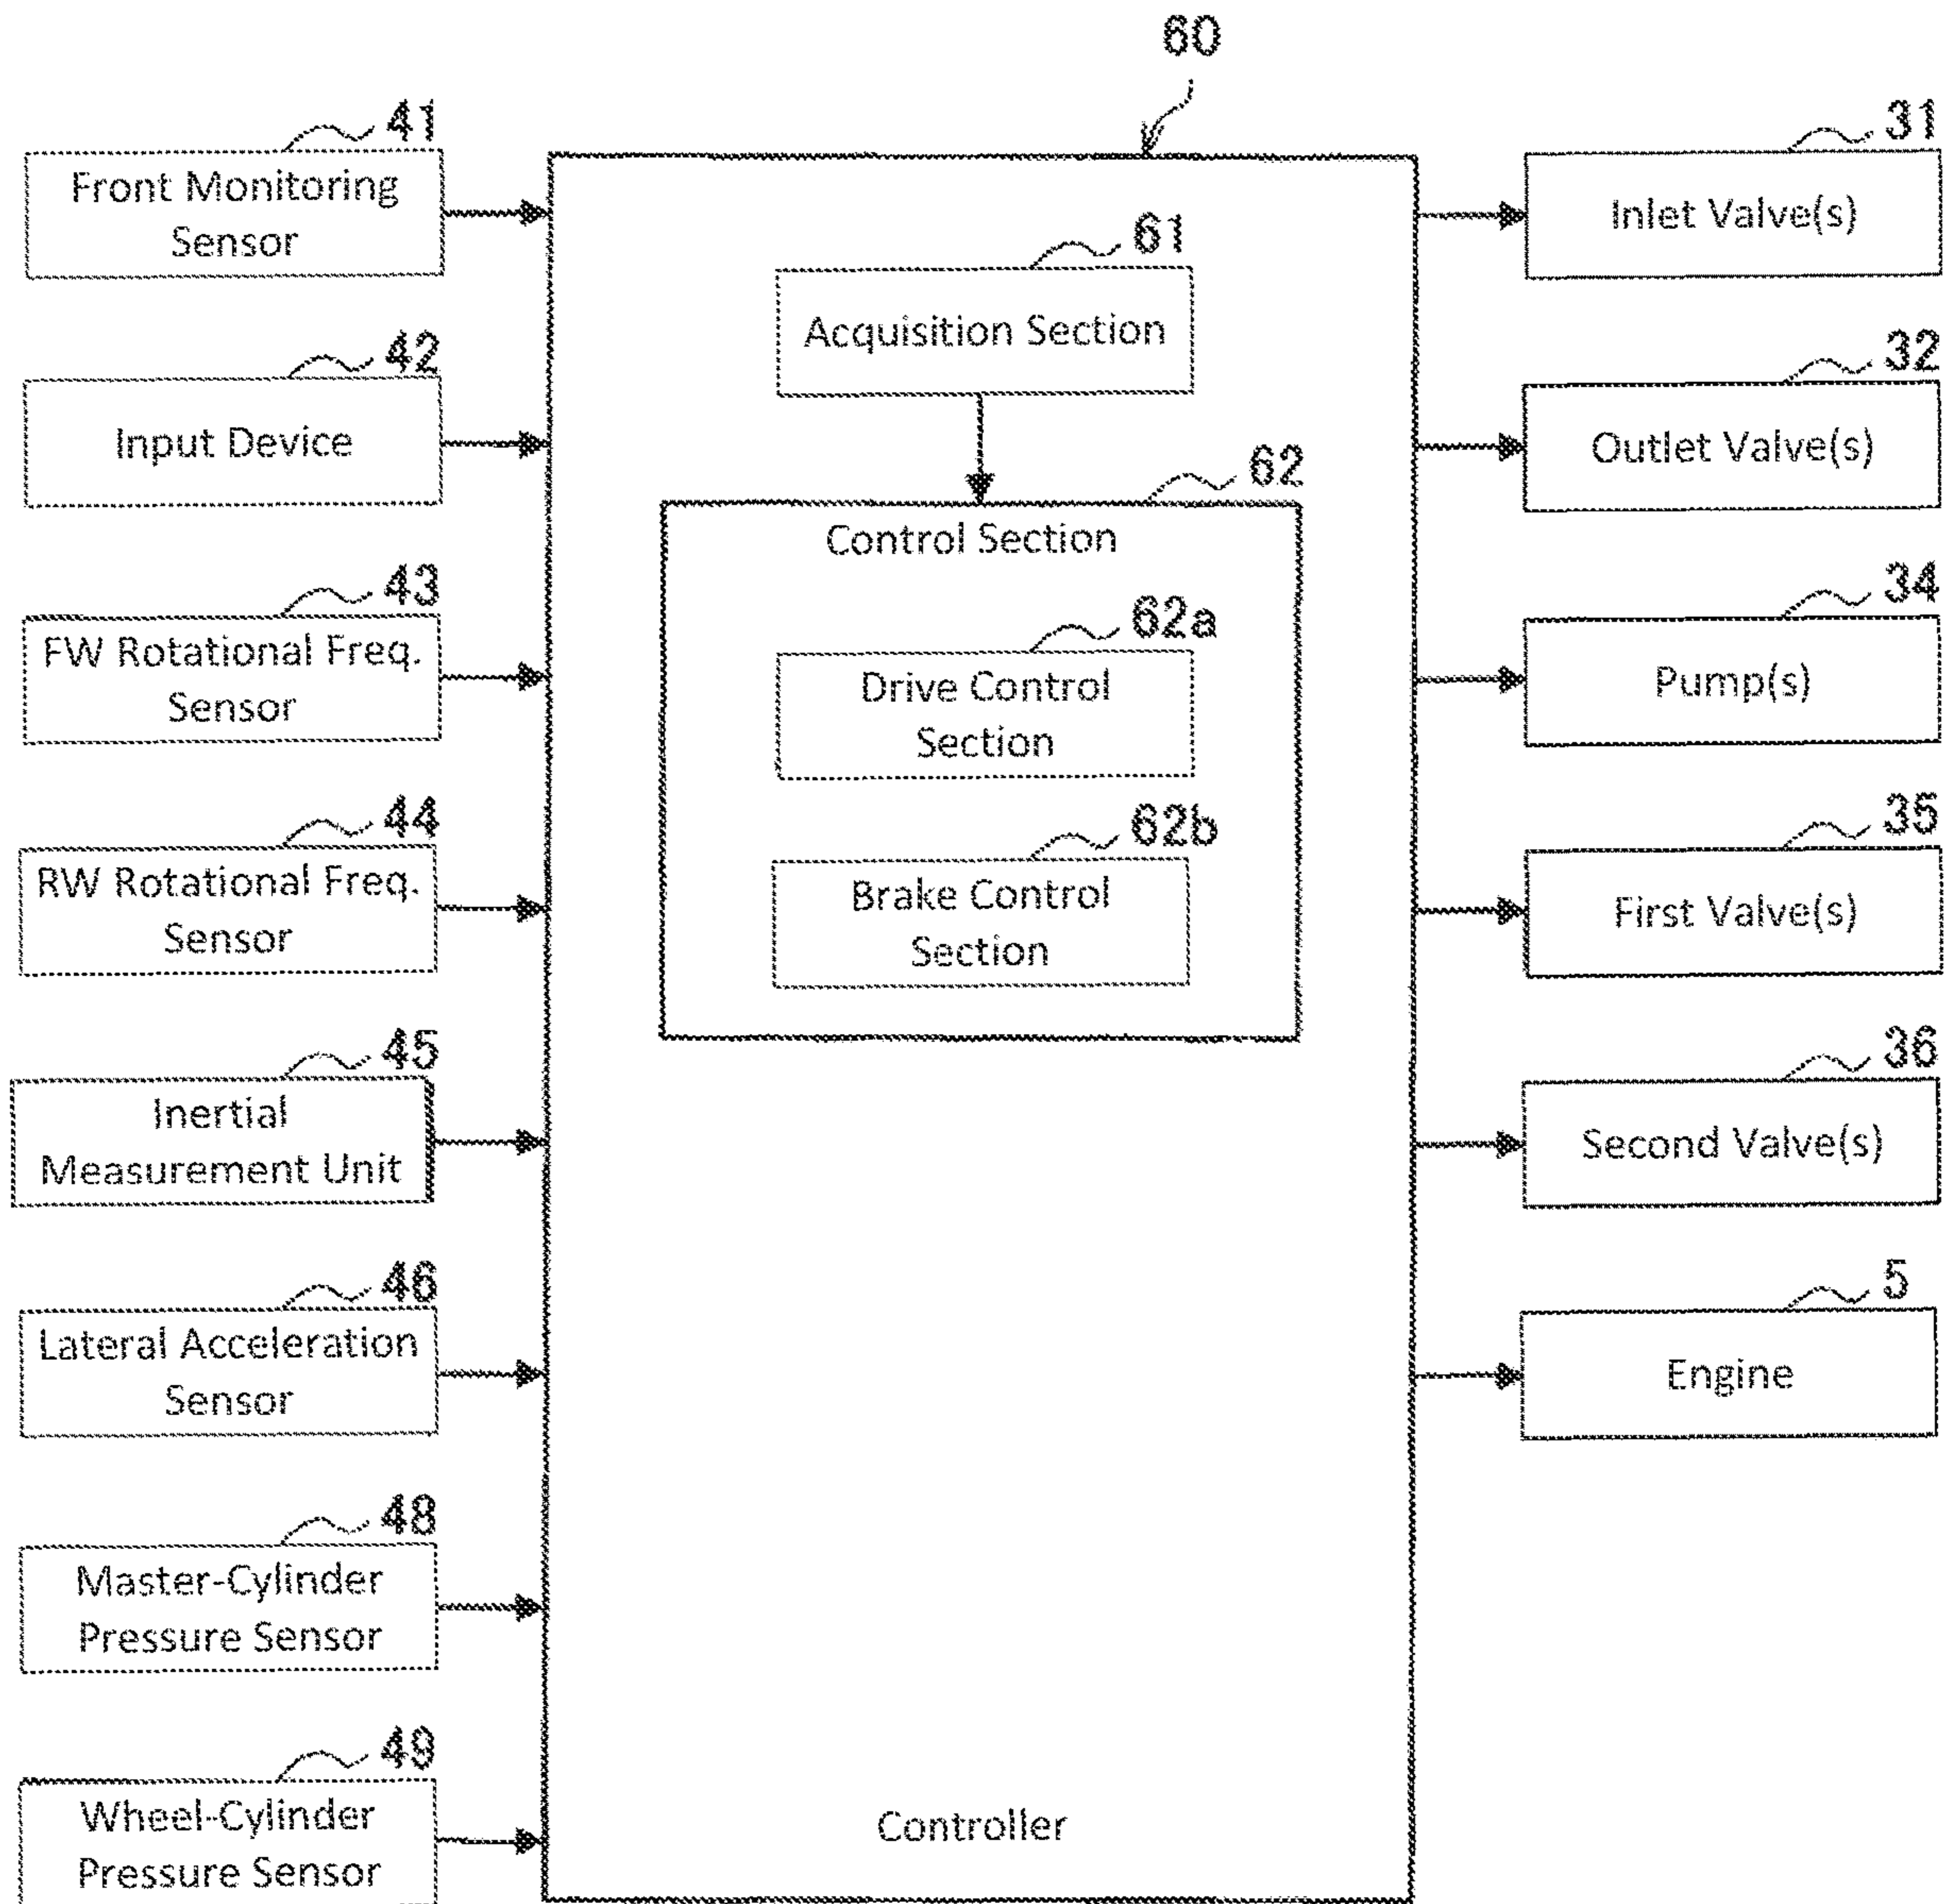 60
41
Front Monitoring
Sensor
42
Input Device
43
FW Rotational Freq.
Sensor
44
RW Rotational Freq.
Sensor
45
Inertial
Measurement Unit
46
Lateral Acceleration
Sensor
48
Master-Cylinder
Pressure Sensor
49
Wheel-Cylinder
Pressure Sensor
61
Acquisition Section
62
Control Section
62a
Drive Control
Section
62b
Brake Control
Section
Controller
31
Inlet Valve(s)
32
Outlet Valve(s)
34
Pump(s)
35
First Valve(s)
36
Second Valve(s)
5
Engine